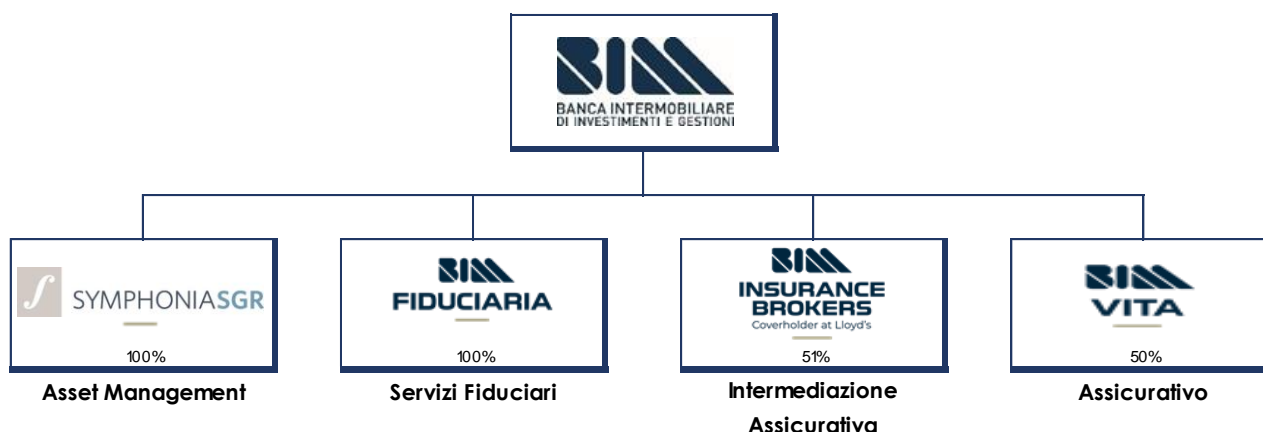 BIM
BANCA INTERMOBILIARE
DI INVESTIMENTI E GESTIONI
SYMPHONIASGR
100%
Asset Management
BIM
FIDUCIARIA
100%
Servizi Fiduciari
BIM
INSURANCE
BROKERS
Coverholder at Lloyd's
51%
Intermediazione
Assicurativa
BIM
VITA
50%
Assicurativo